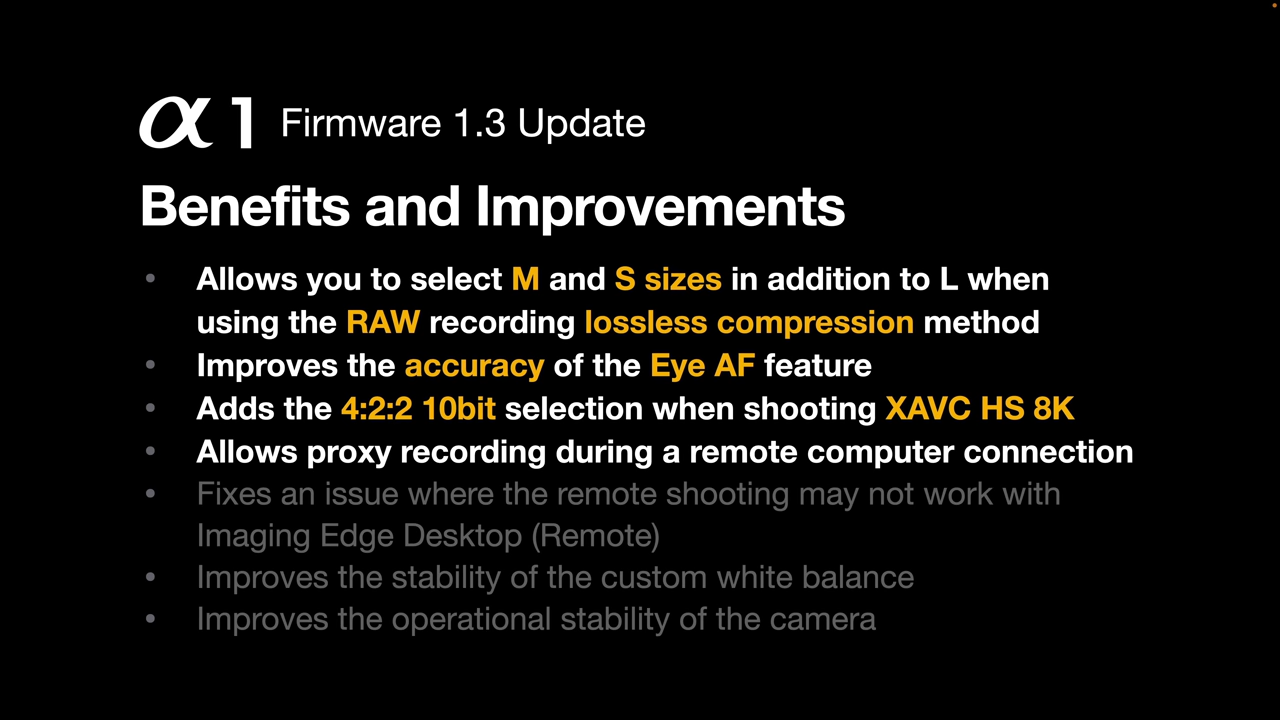 α 1 Firmware 1.3 Update
Benefits and Improvements
• Allows you to select M and S sizes in addition to L when
using the RAW recording lossless compression method
• Improves the accuracy of the Eye AF feature
• Adds the 4:2:2 10bit selection when shooting XAVC HS 8K
• Allows proxy recording during a remote computer connection
• Fixes an issue where the remote shooting may not work with
Imaging Edge Desktop (Remote)
• Improves the stability of the custom white balance
• Improves the operational stability of the camera